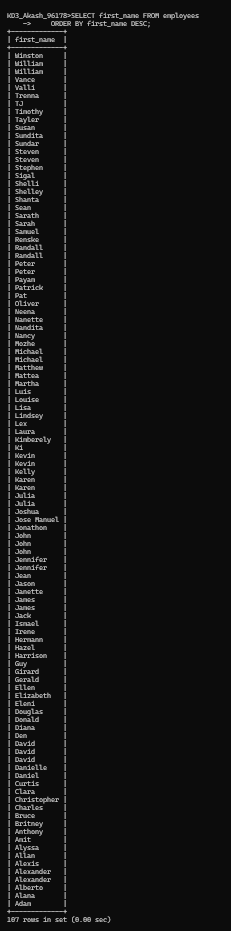 KD3_Akash_96178>SELECT first_name FROM employees
    ->     ORDER BY first_name DESC;
+-------------+
| first_name  |
+-------------+
| Winston     |
| William     |
| William     |
| Vance       |
| Valli       |
| Trenna      |
| TJ          |
| Timothy     |
| Tayler      |
| Susan       |
| Sundita     |
| Sundar      |
| Steven      |
| Steven      |
| Stephen     |
| Sigal       |
| Shelli      |
| Shelley     |
| Shanta      |
| Sean        |
| Sarath      |
| Sarah       |
| Samuel      |
| Renske      |
| Randall     |
| Randall     |
| Peter       |
| Peter       |
| Payam       |
| Patrick     |
| Pat         |
| Oliver      |
| Neena       |
| Nanette     |
| Nandita     |
| Nancy       |
| Mozhe       |
| Michael     |
| Michael     |
| Matthew     |
| Mattea      |
| Martha      |
| Luis        |
| Louise      |
| Lisa        |
| Lindsey     |
| Lex         |
| Laura       |
| Kimberely   |
| Ki          |
| Kevin       |
| Kevin       |
| Kelly       |
| Karen       |
| Karen       |
| Julia       |
| Julia       |
| Joshua      |
| Jose Manuel |
| Jonathon    |
| John        |
| John        |
| John        |
| Jennifer    |
| Jennifer    |
| Jean        |
| Jason       |
| Janette     |
| James       |
| James       |
| Jack        |
| Ismael      |
| Irene       |
| Hermann     |
| Hazel       |
| Harrison    |
| Guy         |
| Girard      |
| Gerald      |
| Ellen       |
| Elizabeth   |
| Eleni       |
| Douglas     |
| Donald      |
| Diana       |
| Den         |
| David       |
| David       |
| David       |
| Danielle    |
| Daniel      |
| Curtis      |
| Clara       |
| Christopher |
| Charles     |
| Bruce       |
| Britney     |
| Anthony     |
| Amit        |
| Alyssa      |
| Allan       |
| Alexis      |
| Alexander   |
| Alexander   |
| Alberto     |
| Alana       |
| Adam        |
+-------------+
107 rows in set (0.00 sec)